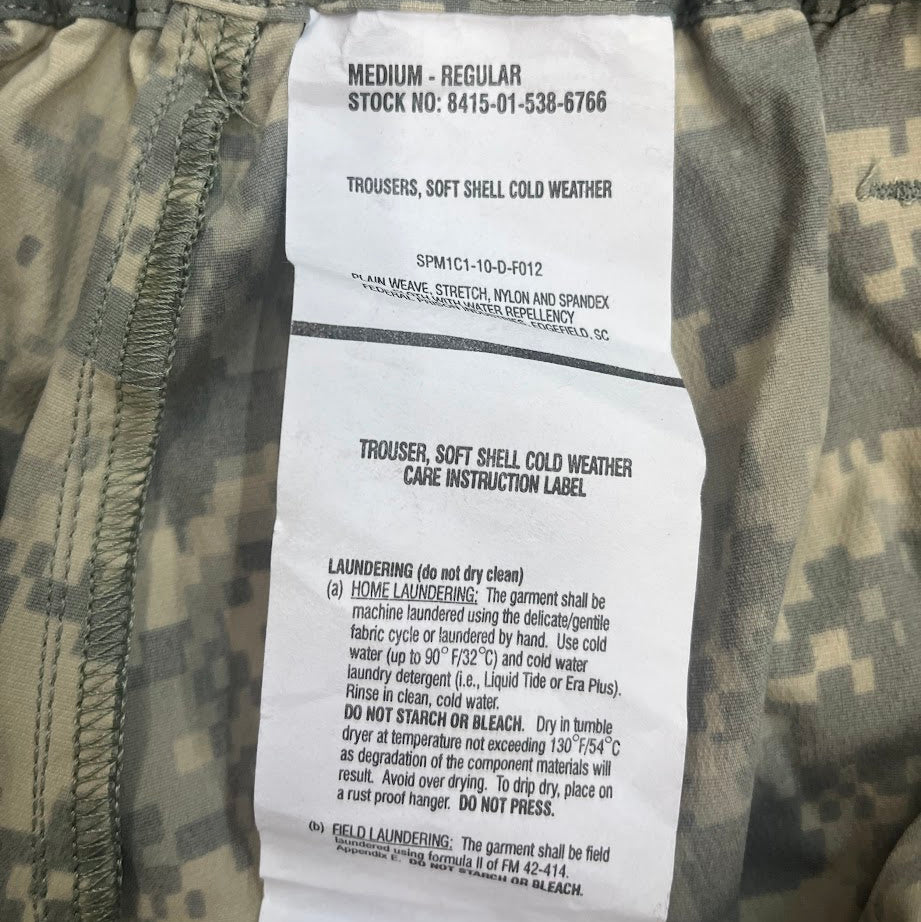 MEDIUM - REGULAR
STOCK NO: 8415-01-538-6766
TROUSERS, SOFT SHELL COLD WEATHER
SPM1C1-10-D-F012
PLAIN WEAVE, STRETCH, NYLON AND SPANDEX
WITH WATER REPELLENCY
FEDERAL PRISON INDUSTRIES, EDGEFIELD, SC
TROUSER, SOFT SHELL COLD WEATHER
CARE INSTRUCTION LABEL
LAUNDERING (do not dry clean)
(a) HOME LAUNDERING: The garment shall be
machine laundered using the delicate/gentile
fabric cycle or laundered by hand. Use cold
water (up to 90° F/32°C) and cold water
laundry detergent (i.e., Liquid Tide or Era Plus).
Rinse in clean, cold water.
DO NOT STARCH OR BLEACH. Dry in tumble
dryer at temperature not exceeding 130°F/54°C
as degradation of the component materials will
result. Avoid over drying. To drip dry, place on
a rust proof hanger. DO NOT PRESS.
(b) FIELD LAUNDERING: The garment shall be field
laundered using formula II of FM 42-414.
Appendix E. DO NOT STARCH OR BLEACH.